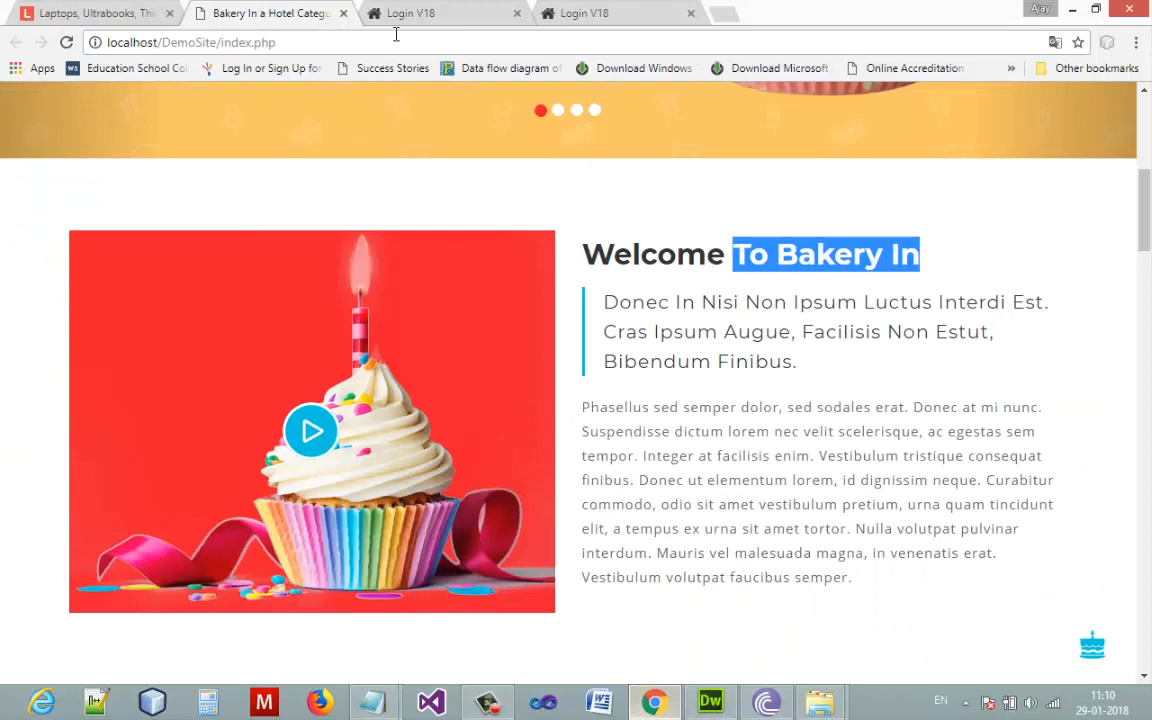 Laptops, Ultrabooks, Thi
Bakery In a Hotel Catego
Login V18
Login V18
Ajay
localhost/DemoSite/index.php
Apps
Education School Co
Log In or Sign Up for
Success Stories
Data flow diagram o
Download Windows
Download Microsoft
Online Accreditation
»
Other bookmarks
Welcome To Bakery In
Donec In Nisi Non Ipsum Luctus Interdi Est.
Cras Ipsum Augue, Facilisis Non Estut,
Bibendum Finibus.
Phasellus sed semper dolor, sed sodales erat. Donec at mi nunc.
Suspendisse dictum lorem nec velit scelerisque, ac egestas sem
tempor. Integer at facilisis enim. Vestibulum tristique consequat
finibus. Donec ut elementum lorem, id dignissim neque. Curabitur
commodo, odio sit amet vestibulum pretium, urna quam tincidunt
elit, a tempus ex urna sit amet tortor. Nulla volutpat pulvinar
interdum. Mauris vel malesuada magna, in venenatis erat.
Vestibulum volutpat faucibus semper.
EN
11:10
29-01-2018